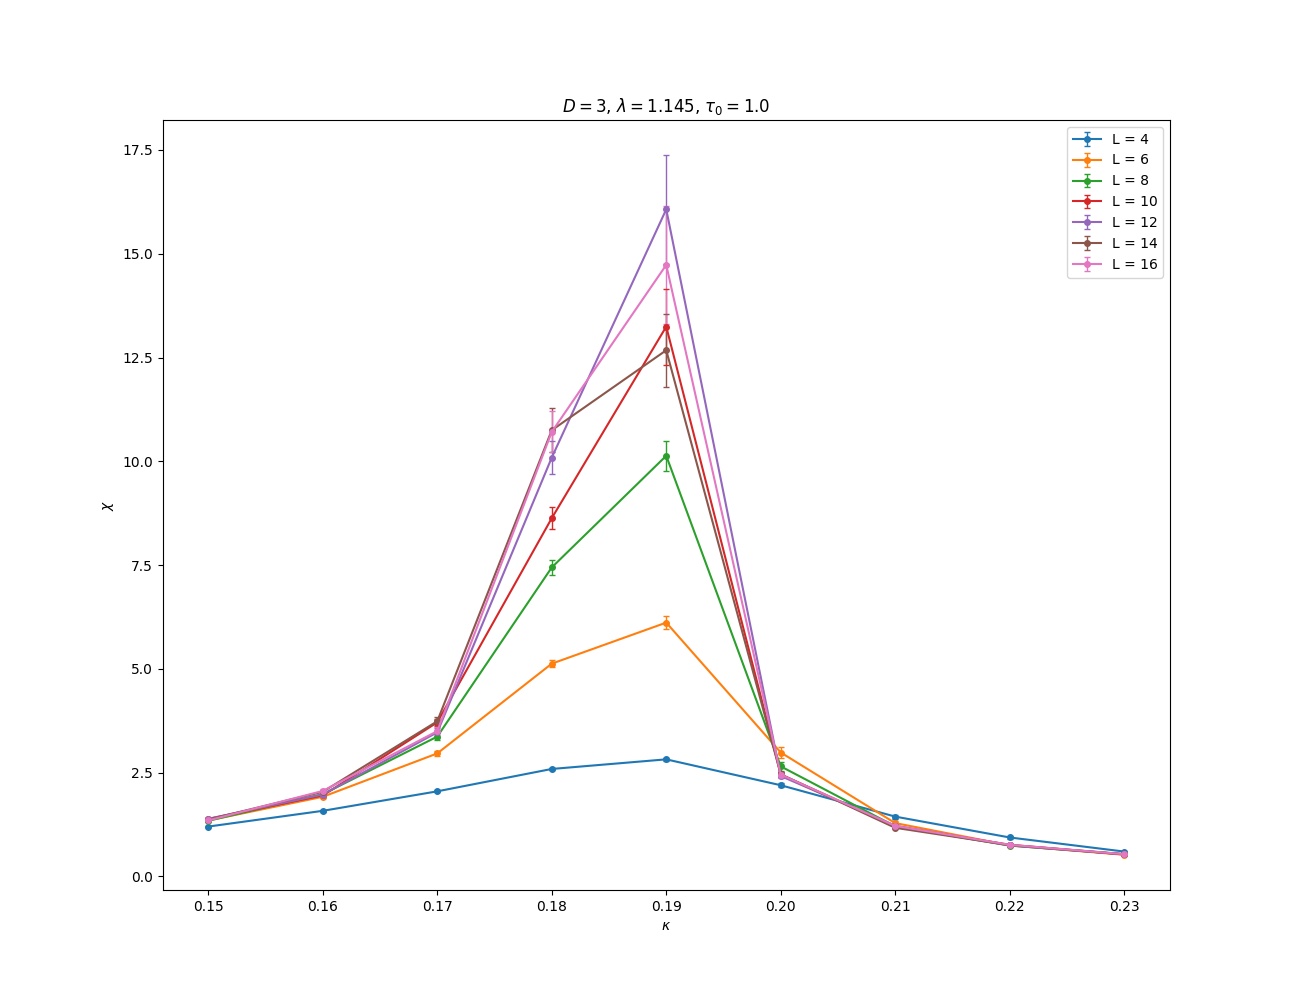 D = 3, λ = 1.145, τ₀ = 1.0
17.5
15.0
12.5
10.0
7.5
5.0
2.5
0.0
χ
0.15 0.16 0.17 0.18 0.19 0.20 0.21 0.22 0.23
κ
L = 4
L = 6
L = 8
L = 10
L = 12
L = 14
L = 16